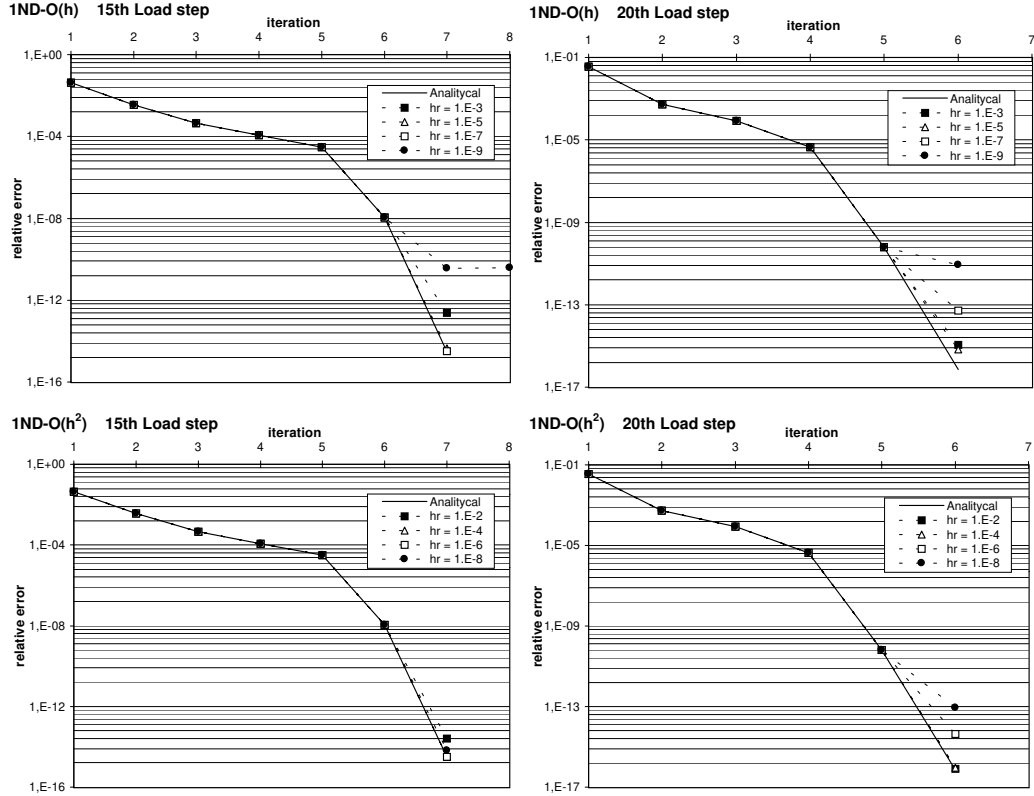 1ND-O(h) 15th Load step
iteration
1 2 3 4 5 6 7 8
1,E+00
1,E-04
1,E-08
1,E-12
1,E-16
relative error
Analitycal
hr = 1.E-3
hr = 1.E-5
hr = 1.E-7
hr = 1.E-9
1ND-O(h) 20th Load step
iteration
1 2 3 4 5 6 7
1,E-01
1,E-05
1,E-09
1,E-13
1,E-17
relative error
Analitycal
hr = 1.E-3
hr = 1.E-5
hr = 1.E-7
hr = 1.E-9
1ND-O(h²) 15th Load step
iteration
1 2 3 4 5 6 7 8
1,E+00
1,E-04
1,E-08
1,E-12
1,E-16
relative error
Analitycal
hr = 1.E-2
hr = 1.E-4
hr = 1.E-6
hr = 1.E-8
1ND-O(h²) 20th Load step
iteration
1 2 3 4 5 6 7
1,E-01
1,E-05
1,E-09
1,E-13
1,E-17
relative error
Analitycal
hr = 1.E-2
hr = 1.E-4
hr = 1.E-6
hr = 1.E-8